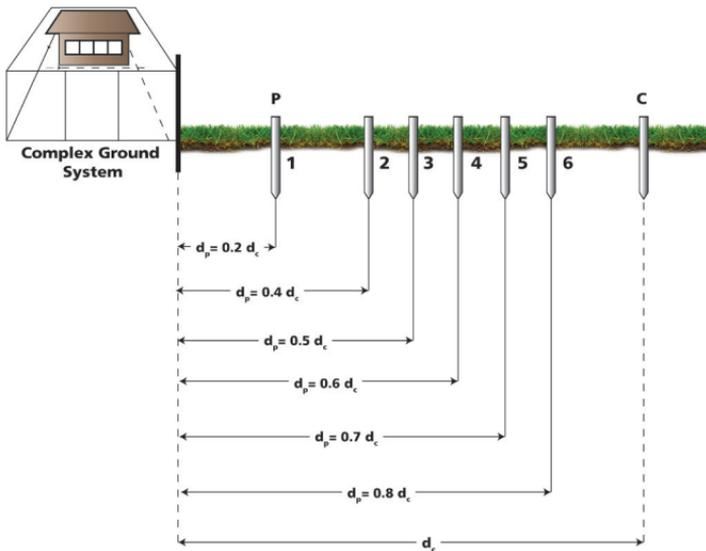 P C
1 2 3 4 5 6
Complex Ground
System
dp= 0.2 dc
dp= 0.4 dc
dp= 0.5 dc
dp= 0.6 dc
dp= 0.7 dc
dp= 0.8 dc
dc